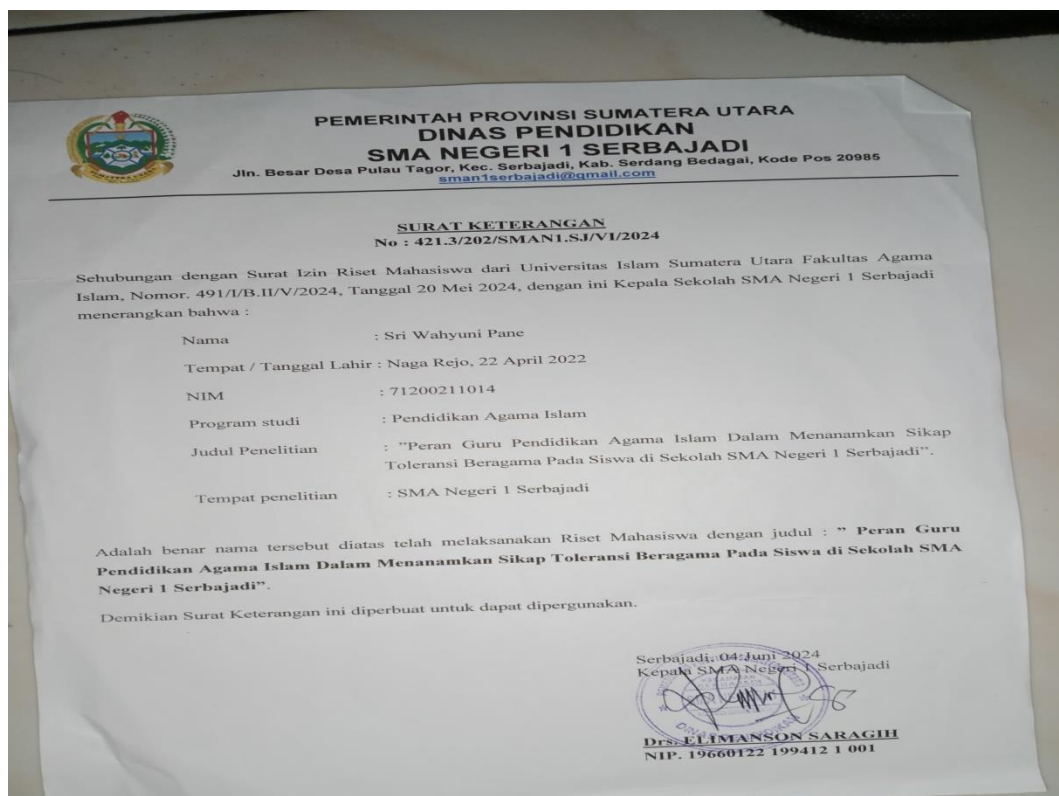 PEMERINTAH PROVINSI SUMATERA UTARA
DINAS PENDIDIKAN
SMA NEGERI 1 SERBAJADI
Jln. Besar Desa Pulau Tagor, Kec. Serbajadi, Kab. Serdang Bedagai, Kode Pos 20985
sman1serbajadi@gmail.com
SURAT KETERANGAN
No : 421.3/202/SMAN1.SJ/VI/2024
Sehubungan dengan Surat Izin Riset Mahasiswa dari Universitas Islam Sumatera Utara Fakultas Agama
Islam, Nomor. 491/I/B.II/V/2024, Tanggal 20 Mei 2024, dengan ini Kepala Sekolah SMA Negeri 1 Serbajadi
menerangkan bahwa :
Nama : Sri Wahyuni Pane
Tempat / Tanggal Lahir : Naga Rejo, 22 April 2022
NIM : 71200211014
Program studi : Pendidikan Agama Islam
Judul Penelitian : ”Peran Guru Pendidikan Agama Islam Dalam Menanamkan Sikap
Toleransi Beragama Pada Siswa di Sekolah SMA Negeri 1 Serbajadi”.
Tempat penelitian : SMA Negeri 1 Serbajadi
Adalah benar nama tersebut diatas telah melaksanakan Riset Mahasiswa dengan judul : ” Peran Guru
Pendidikan Agama Islam Dalam Menanamkan Sikap Toleransi Beragama Pada Siswa di Sekolah SMA
Negeri 1 Serbajadi”.
Demikian Surat Keterangan ini diperbuat untuk dapat dipergunakan.
Serbajadi, 04 Juni 2024
Kepala SMA Negeri 1 Serbajadi
DINAS PENDIDIKAN
Drs. ELIMANSON SARAGIH
NIP. 19660122 199412 1 001